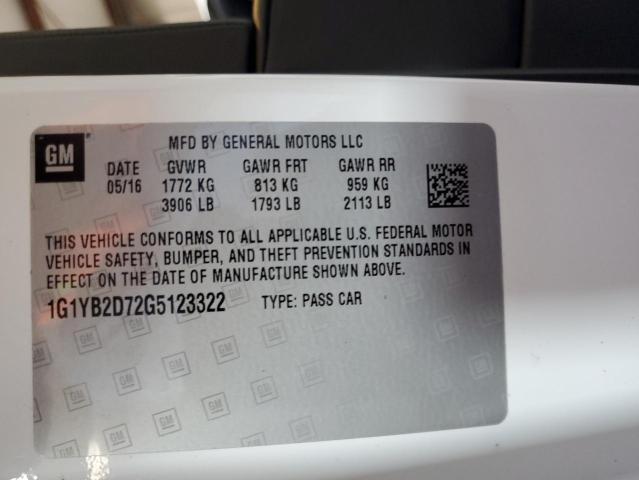 GM
MFD BY GENERAL MOTORS LLC
DATE GVWR GAWR FRT GAWR RR
05/16 1772 KG 813 KG 959 KG
3906 LB 1793 LB 2113 LB
THIS VEHICLE CONFORMS TO ALL APPLICABLE U.S. FEDERAL MOTOR
VEHICLE SAFETY, BUMPER, AND THEFT PREVENTION STANDARDS IN
EFFECT ON THE DATE OF MANUFACTURE SHOWN ABOVE.
1G1YB2D72G5123322 TYPE: PASS CAR